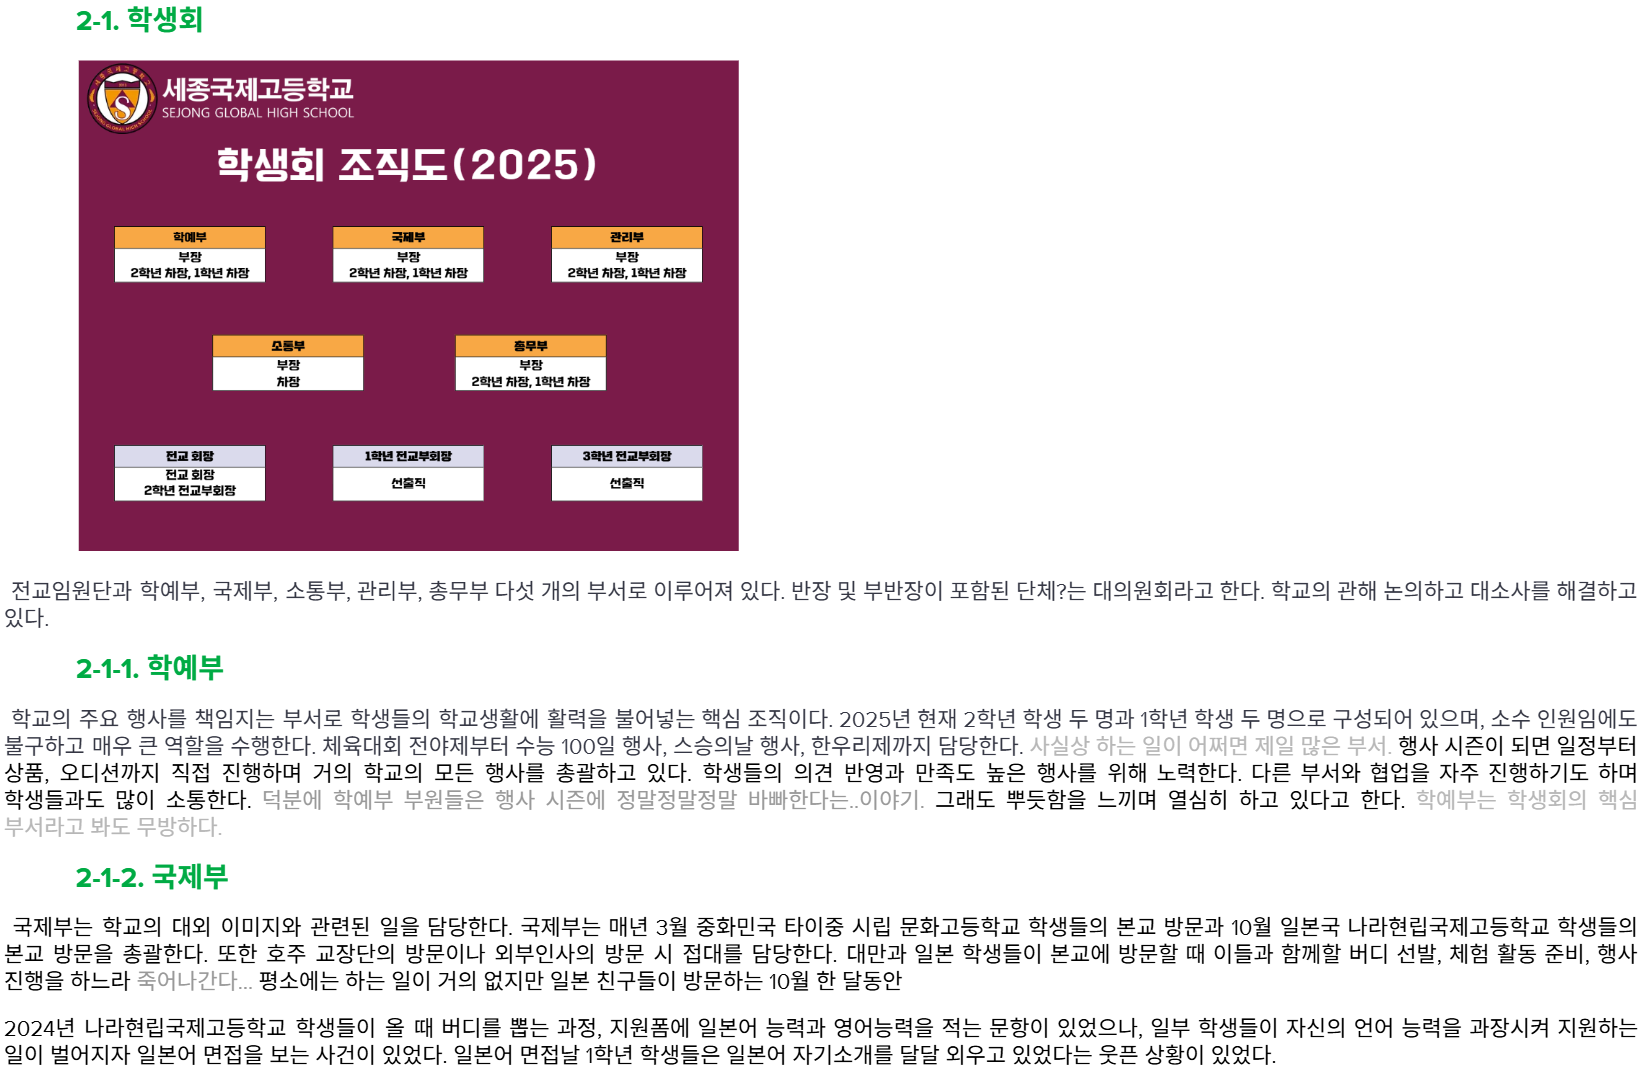 2-1. 학생회
세종국제고등학교
SEJONG GLOBAL HIGH SCHOOL
학생회 조직도(2025)
학예부
부장
2학년 차장, 1학년 차장
국제부
부장
2학년 차장, 1학년 차장
관리부
부장
2학년 차장, 1학년 차장
소통부
부장
차장
총무부
부장
2학년 차장, 1학년 차장
전교 회장
전교 회장
2학년 전교부회장
1학년 전교부회장
선출직
3학년 전교부회장
선출직
전교임원단과 학예부, 국제부, 소통부, 관리부, 총무부 다섯 개의 부서로 이루어져 있다. 반장 및 부반장이 포함된 단체?는 대의원회라고 한다. 학교의 관해 논의하고 대소사를 해결하고
있다.
2-1-1. 학예부
학교의 주요 행사를 책임지는 부서로 학생들의 학교생활에 활력을 불어넣는 핵심 조직이다. 2025년 현재 2학년 학생 두 명과 1학년 학생 두 명으로 구성되어 있으며, 소수 인원임에도
불구하고 매우 큰 역할을 수행한다. 체육대회 전야제부터 수능 100일 행사, 스승의날 행사, 한우리제까지 담당한다. 사실상 하는 일이 어쩌면 제일 많은 부서. 행사 시즌이 되면 일정부터
상품, 오디션까지 직접 진행하며 거의 학교의 모든 행사를 총괄하고 있다. 학생들의 의견 반영과 만족도 높은 행사를 위해 노력한다. 다른 부서와 협업을 자주 진행하기도 하며
학생들과도 많이 소통한다. 덕분에 학예부 부원들은 행사 시즌에 정말정말정말 바빠한다는..이야기. 그래도 뿌듯함을 느끼며 열심히 하고 있다고 한다. 학예부는 학생회의 핵심
부서라고 봐도 무방하다.
2-1-2. 국제부
국제부는 학교의 대외 이미지와 관련된 일을 담당한다. 국제부는 매년 3월 중화민국 타이중 시립 문화고등학교 학생들의 본교 방문과 10월 일본국 나라현립국제고등학교 학생들의
본교 방문을 총괄한다. 또한 호주 교장단의 방문이나 외부인사의 방문 시 접대를 담당한다. 대만과 일본 학생들이 본교에 방문할 때 이들과 함께할 버디 선발, 체험 활동 준비, 행사
진행을 하느라 죽어나간다... 평소에는 하는 일이 거의 없지만 일본 친구들이 방문하는 10월 한 달동안
2024년 나라현립국제고등학교 학생들이 올 때 버디를 뽑는 과정, 지원폼에 일본어 능력과 영어능력을 적는 문항이 있었으나, 일부 학생들이 자신의 언어 능력을 과장시켜 지원하는
일이 벌어지자 일본어 면접을 보는 사건이 있었다. 일본어 면접날 1학년 학생들은 일본어 자기소개를 달달 외우고 있었다는 웃픈 상황이 있었다.